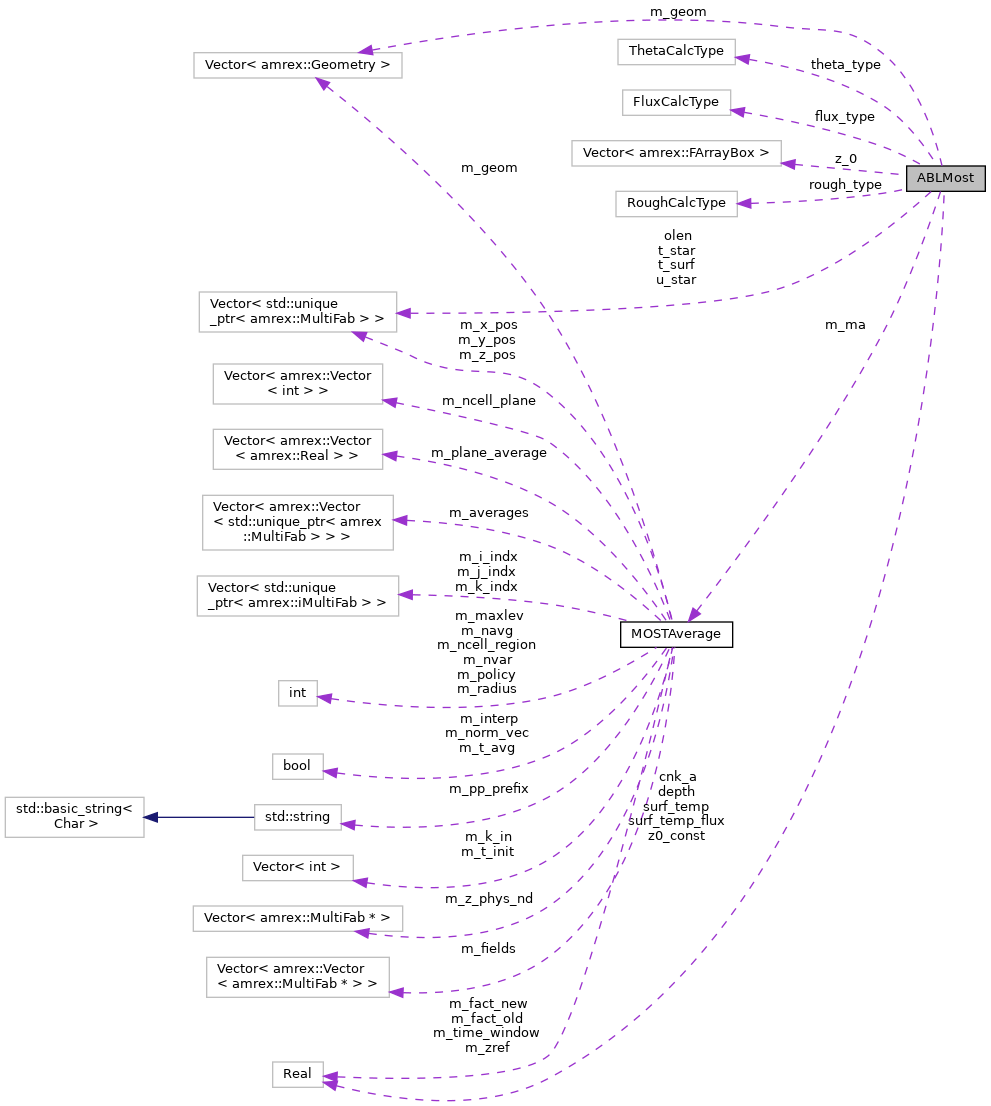 m_geom
ThetaCalcType
Vector< amrex::Geometry >
theta_type
FluxCalcType
flux_type
Vector< amrex::FArrayBox >
z_0
m_geom
ABLMost
rough_type
RoughCalcType
olen
t_star
t_surf
u_star
Vector< std::unique
_ptr< amrex::MultiFab > >
m_x_pos
m_y_pos
m_z_pos
m_ma
Vector< amrex::Vector
< int > >
m_ncell_plane
Vector< amrex::Vector
< amrex::Real > >
m_plane_average
Vector< amrex::Vector
< std::unique_ptr< amrex
::MultiFab > > >
m_averages
m_i_indx
m_j_indx
m_k_indx
Vector< std::unique
_ptr< amrex::iMultiFab > >
MOSTAverage
m_maxlev
m_navg
m_ncell_region
m_nvar
m_policy
m_radius
int
m_interp
m_norm_vec
m_t_avg
bool
cnk_a
depth
surf_temp
surf_temp_flux
z0_const
m_pp_prefix
std::basic_string<
Char >
std::string
m_k_in
m_t_init
Vector< int >
m_z_phys_nd
Vector< amrex::MultiFab * >
m_fields
Vector< amrex::Vector
< amrex::MultiFab * > >
m_fact_new
m_fact_old
m_time_window
m_zref
Real